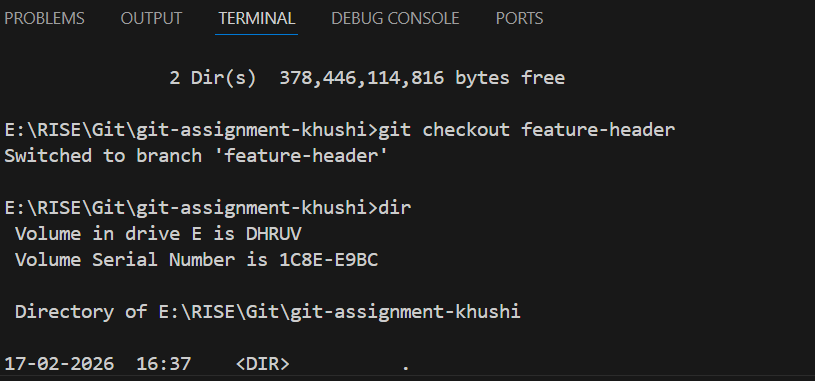 PROBLEMS OUTPUT TERMINAL DEBUG CONSOLE PORTS
2 Dir(s)  378,446,114,816 bytes free
E:\RISE\Git\git-assignment-khushi>git checkout feature-header
Switched to branch 'feature-header'
E:\RISE\Git\git-assignment-khushi>dir
Volume in drive E is DHRUV
Volume Serial Number is 1C8E-E9BC
Directory of E:\RISE\Git\git-assignment-khushi
17-02-2026  16:37    <DIR>          .